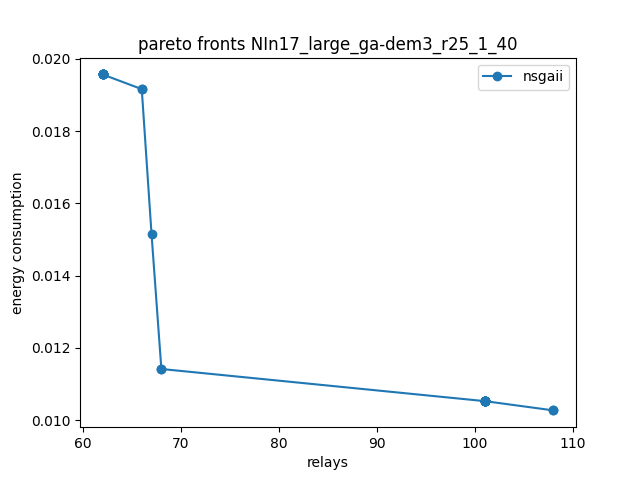 pareto fronts NIn17_large_ga-dem3_r25_1_40
nsgaii
0.020
0.018
0.016
0.014
0.012
0.010
energy consumption
60 70 80 90 100 110
relays